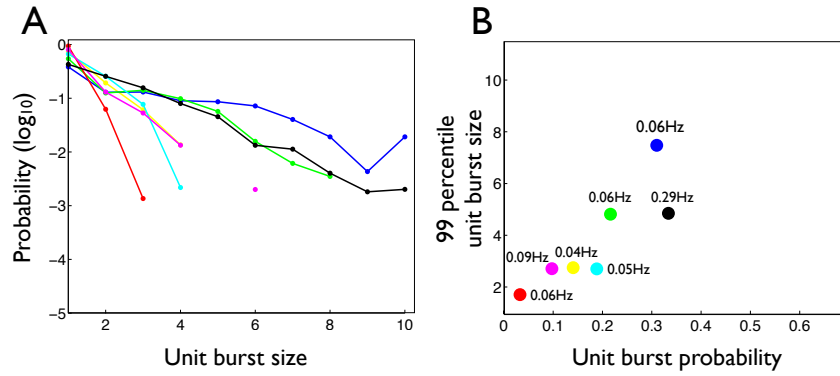 A
Probability (log10)
0
−1
−2
−3
−4
−5
2
4
6
8
10
Unit burst size
B
99 percentile
unit burst size
10
8
6
4
2
0.06Hz
0.06Hz
0.29Hz
0.09Hz
0.04Hz
0.05Hz
0.06Hz
0
0.1
0.2
0.3
0.4
0.5
0.6
Unit burst probability